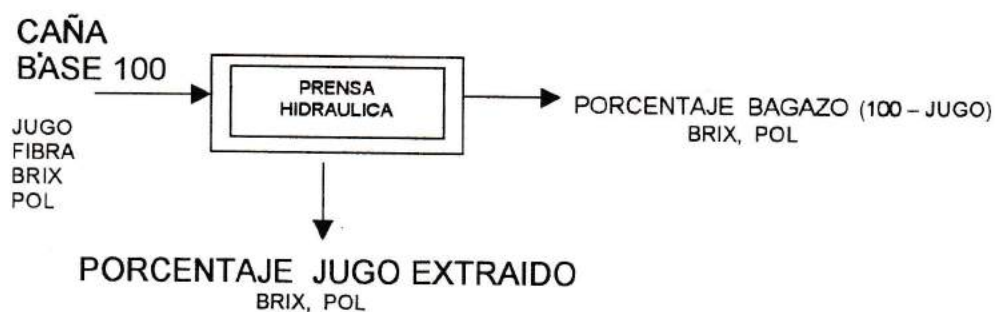 CAÑA
BASE 100
PRENSA
HIDRAULICA
PORCENTAJE BAGAZO (100 – JUGO)
BRIX, POL
JUGO
FIBRA
BRIX
POL
PORCENTAJE JUGO EXTRAIDO
BRIX, POL